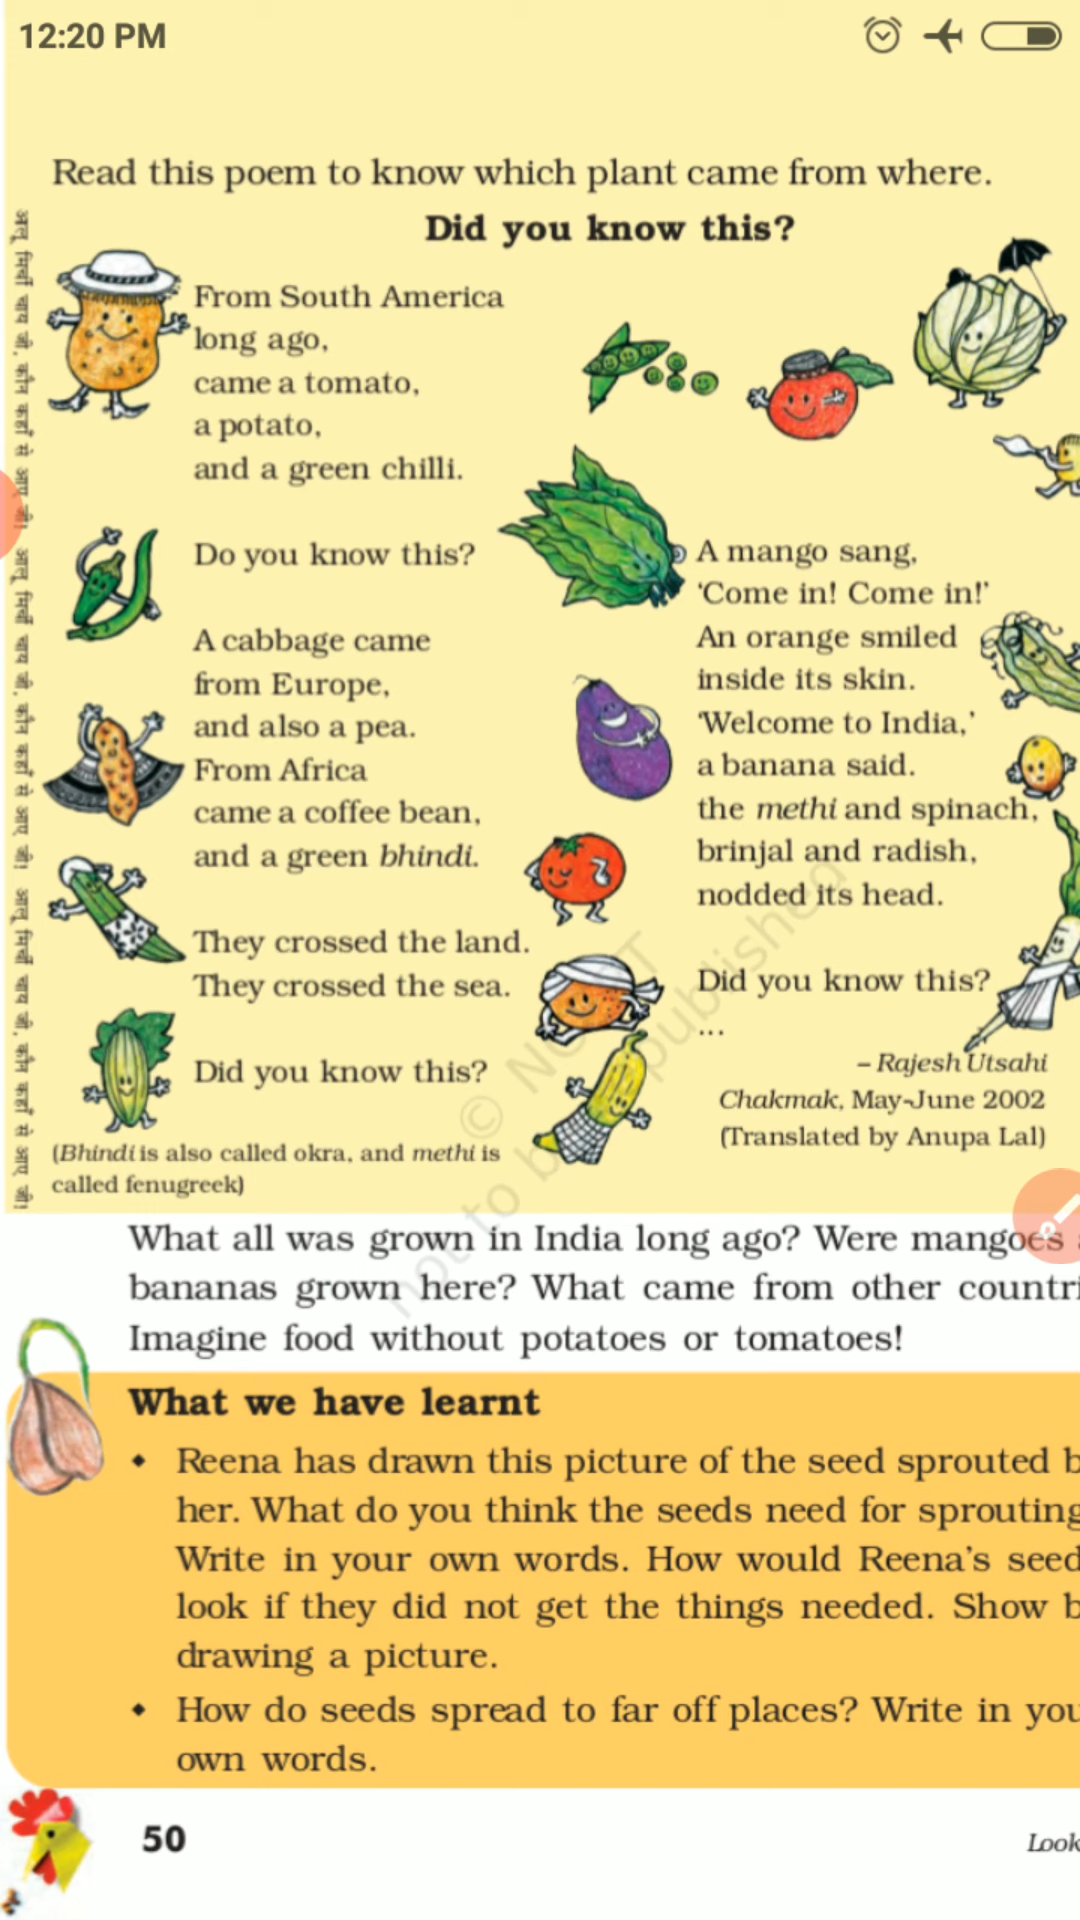 12:20 PM
Read this poem to know which plant came from where.
Did you know this?
From South America
long ago,
came a tomato,
a potato,
and a green chilli.
Do you know this?
A cabbage came
from Europe,
and also a pea.
From Africa
came a coffee bean,
and a green bhindi.
They crossed the land.
They crossed the sea.
Did you know this?
(Bhindi is also called okra, and methi is
called fenugreek)
A mango sang,
‘Come in! Come in!’
An orange smiled
inside its skin.
‘Welcome to India,’
a banana said.
the methi and spinach,
brinjal and radish,
nodded its head.
Did you know this?
...
– Rajesh Utsahi
Chakmak, May-June 2002
(Translated by Anupa Lal)
आलू, मिर्ची चाय जी, कौन कहाँ से आए जी! आलू, मिर्ची चाय जी, कौन कहाँ से आए जी! आलू, मिर्ची चाय जी, कौन कहाँ से आए जी!
What all was grown in India long ago? Were mangoes
bananas grown here? What came from other countri
Imagine food without potatoes or tomatoes!
What we have learnt
◆ Reena has drawn this picture of the seed sprouted b
her. What do you think the seeds need for sprouting
Write in your own words. How would Reena’s seed
look if they did not get the things needed. Show b
drawing a picture.
◆ How do seeds spread to far off places? Write in you
own words.
50
Look